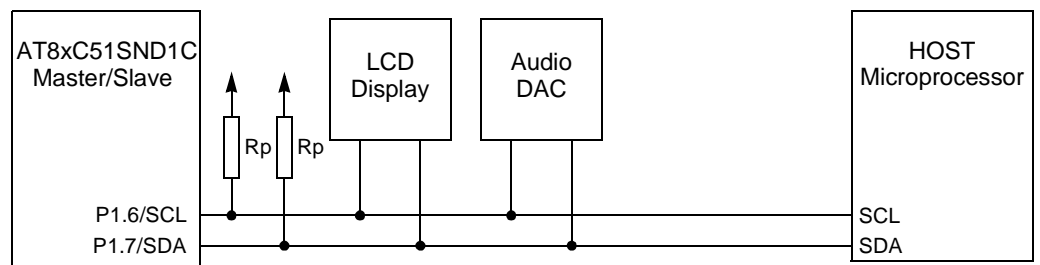 AT8xC51SND1C
Master/Slave
LCD
Display
Audio
DAC
HOST
Microprocessor
Rp
Rp
P1.6/SCL
P1.7/SDA
SCL
SDA